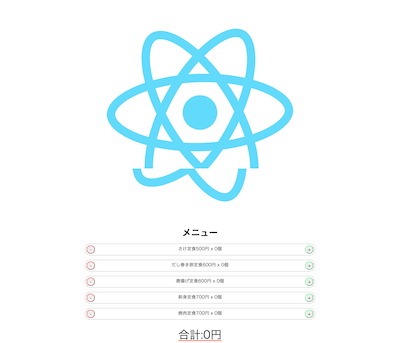 メニュー
さけ定食500円 x 0個
だし巻き卵定食600円 x 0個
唐揚げ定食600円 x 0個
刺身定食700円 x 0個
焼肉定食700円 x 0個
合計:0円